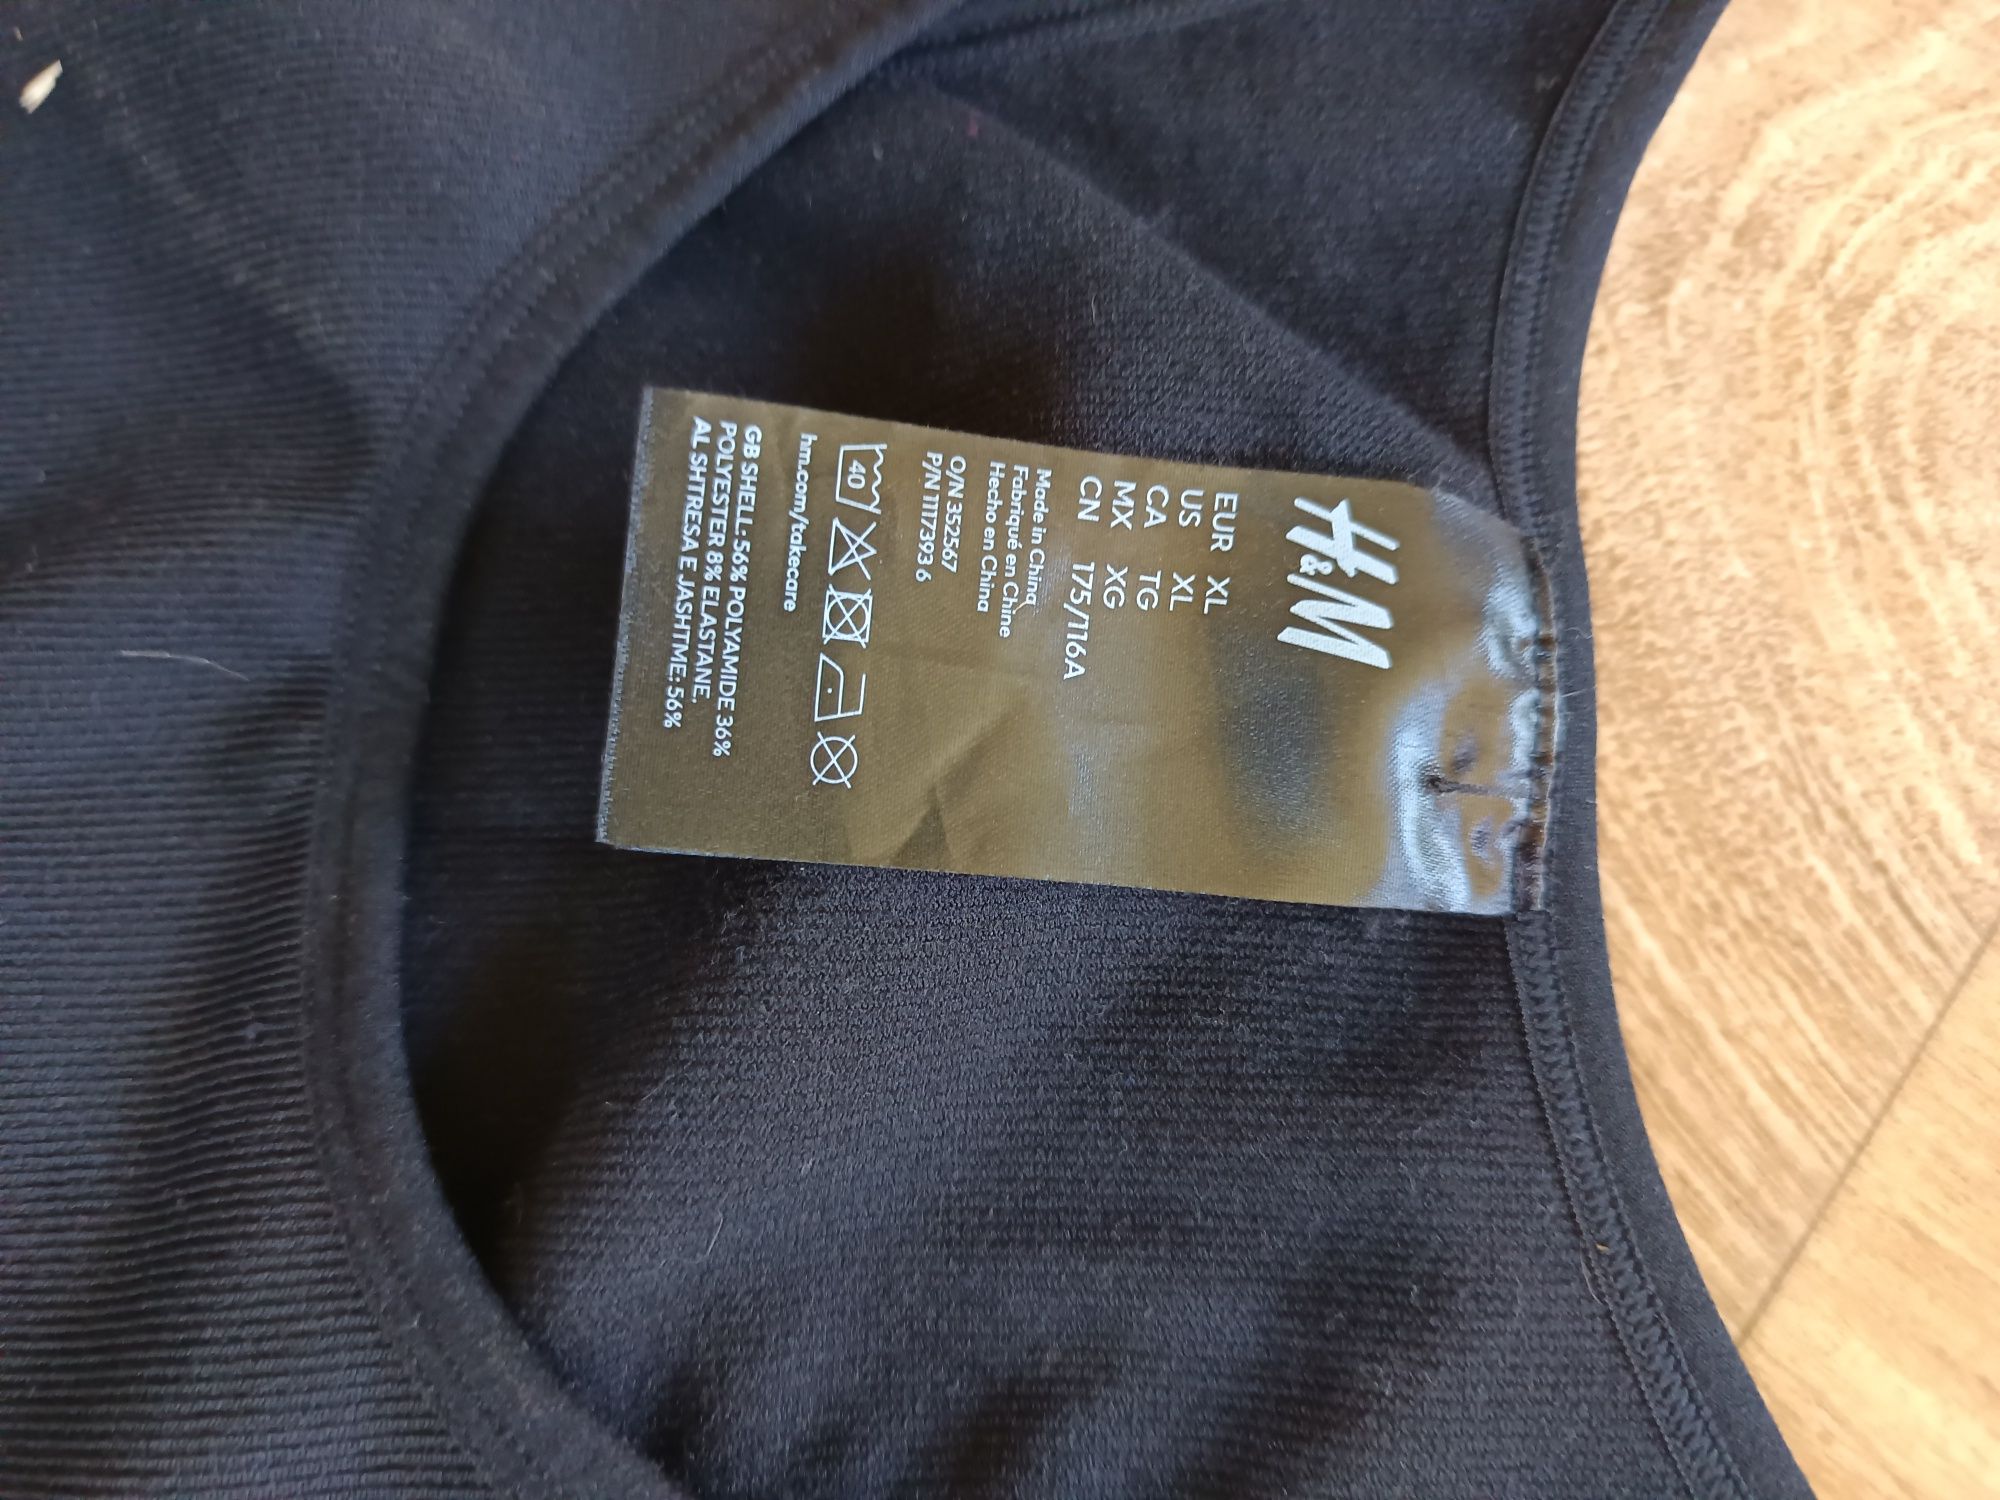 H&M
EUR XL
US XL
CA TG
MX XG
CN 175/116A
Made in China
Fabriqué en Chine
Hecho en China
O/N 352567
P/N 1117393 6
40
hm.com/takecare
GB SHELL: 56% POLYAMIDE 36%
POLYESTER 8% ELASTANE,
AL SHTRESA E JASHTME: 56%